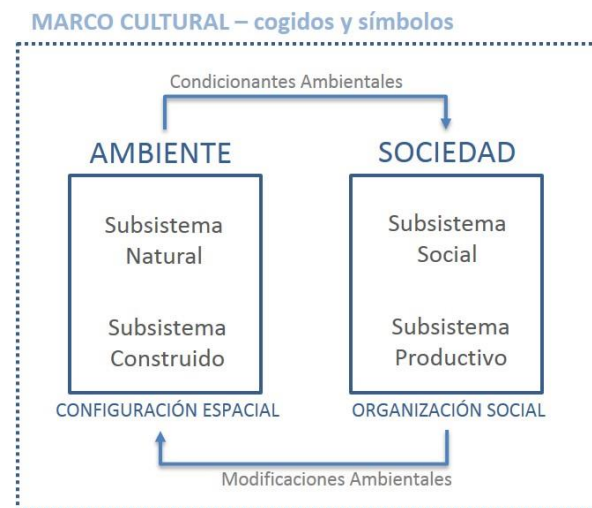 MARCO CULTURAL – cogidos y símbolos
Condicionantes Ambientales
AMBIENTE
SOCIEDAD
Subsistema
Natural
Subsistema
Social
Subsistema
Construido
Subsistema
Productivo
CONFIGURACIÓN ESPACIAL
ORGANIZACIÓN SOCIAL
Modificaciones Ambientales